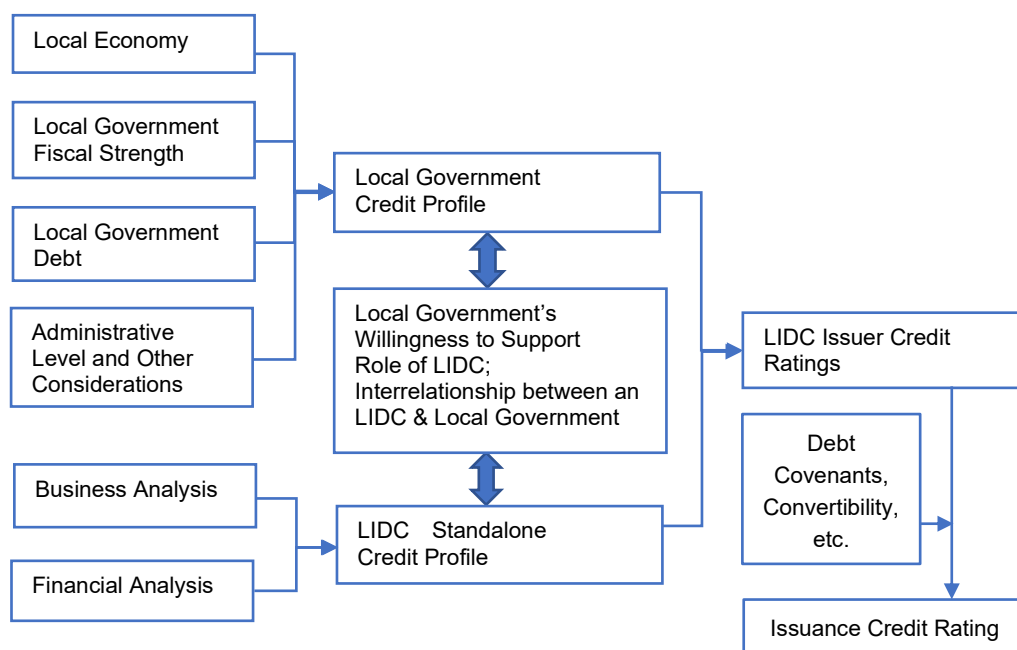 Local Economy
Local Government
Fiscal Strength
Local Government
Debt
Administrative
Level and Other
Considerations
Business Analysis
Financial Analysis
Local Government
Credit Profile
Local Government’s
Willingness to Support
Role of LIDC;
Interrelationship between an
LIDC & Local Government
LIDC Standalone
Credit Profile
LIDC Issuer Credit
Ratings
Debt
Covenants,
Convertibility,
etc.
Issuance Credit Rating